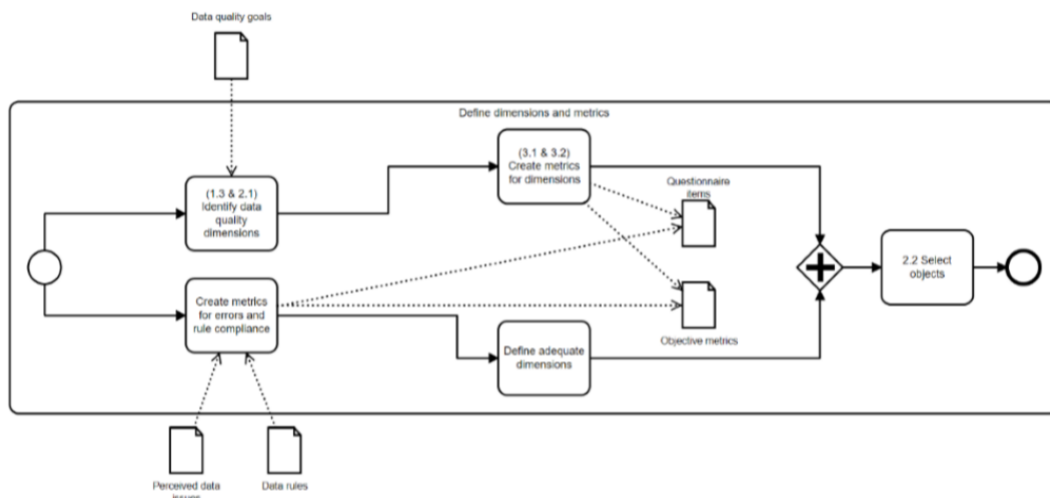 Data quality goals
Define dimensions and metrics
(1.3 & 2.1)
Identify data
quality
dimensions
(3.1 & 3.2)
Create metrics
for dimensions
Questionnaire
items
Create metrics
for errors and
rule compliance
Define adequate
dimensions
Objective metrics
2.2 Select
objects
Perceived data
issues
Data rules